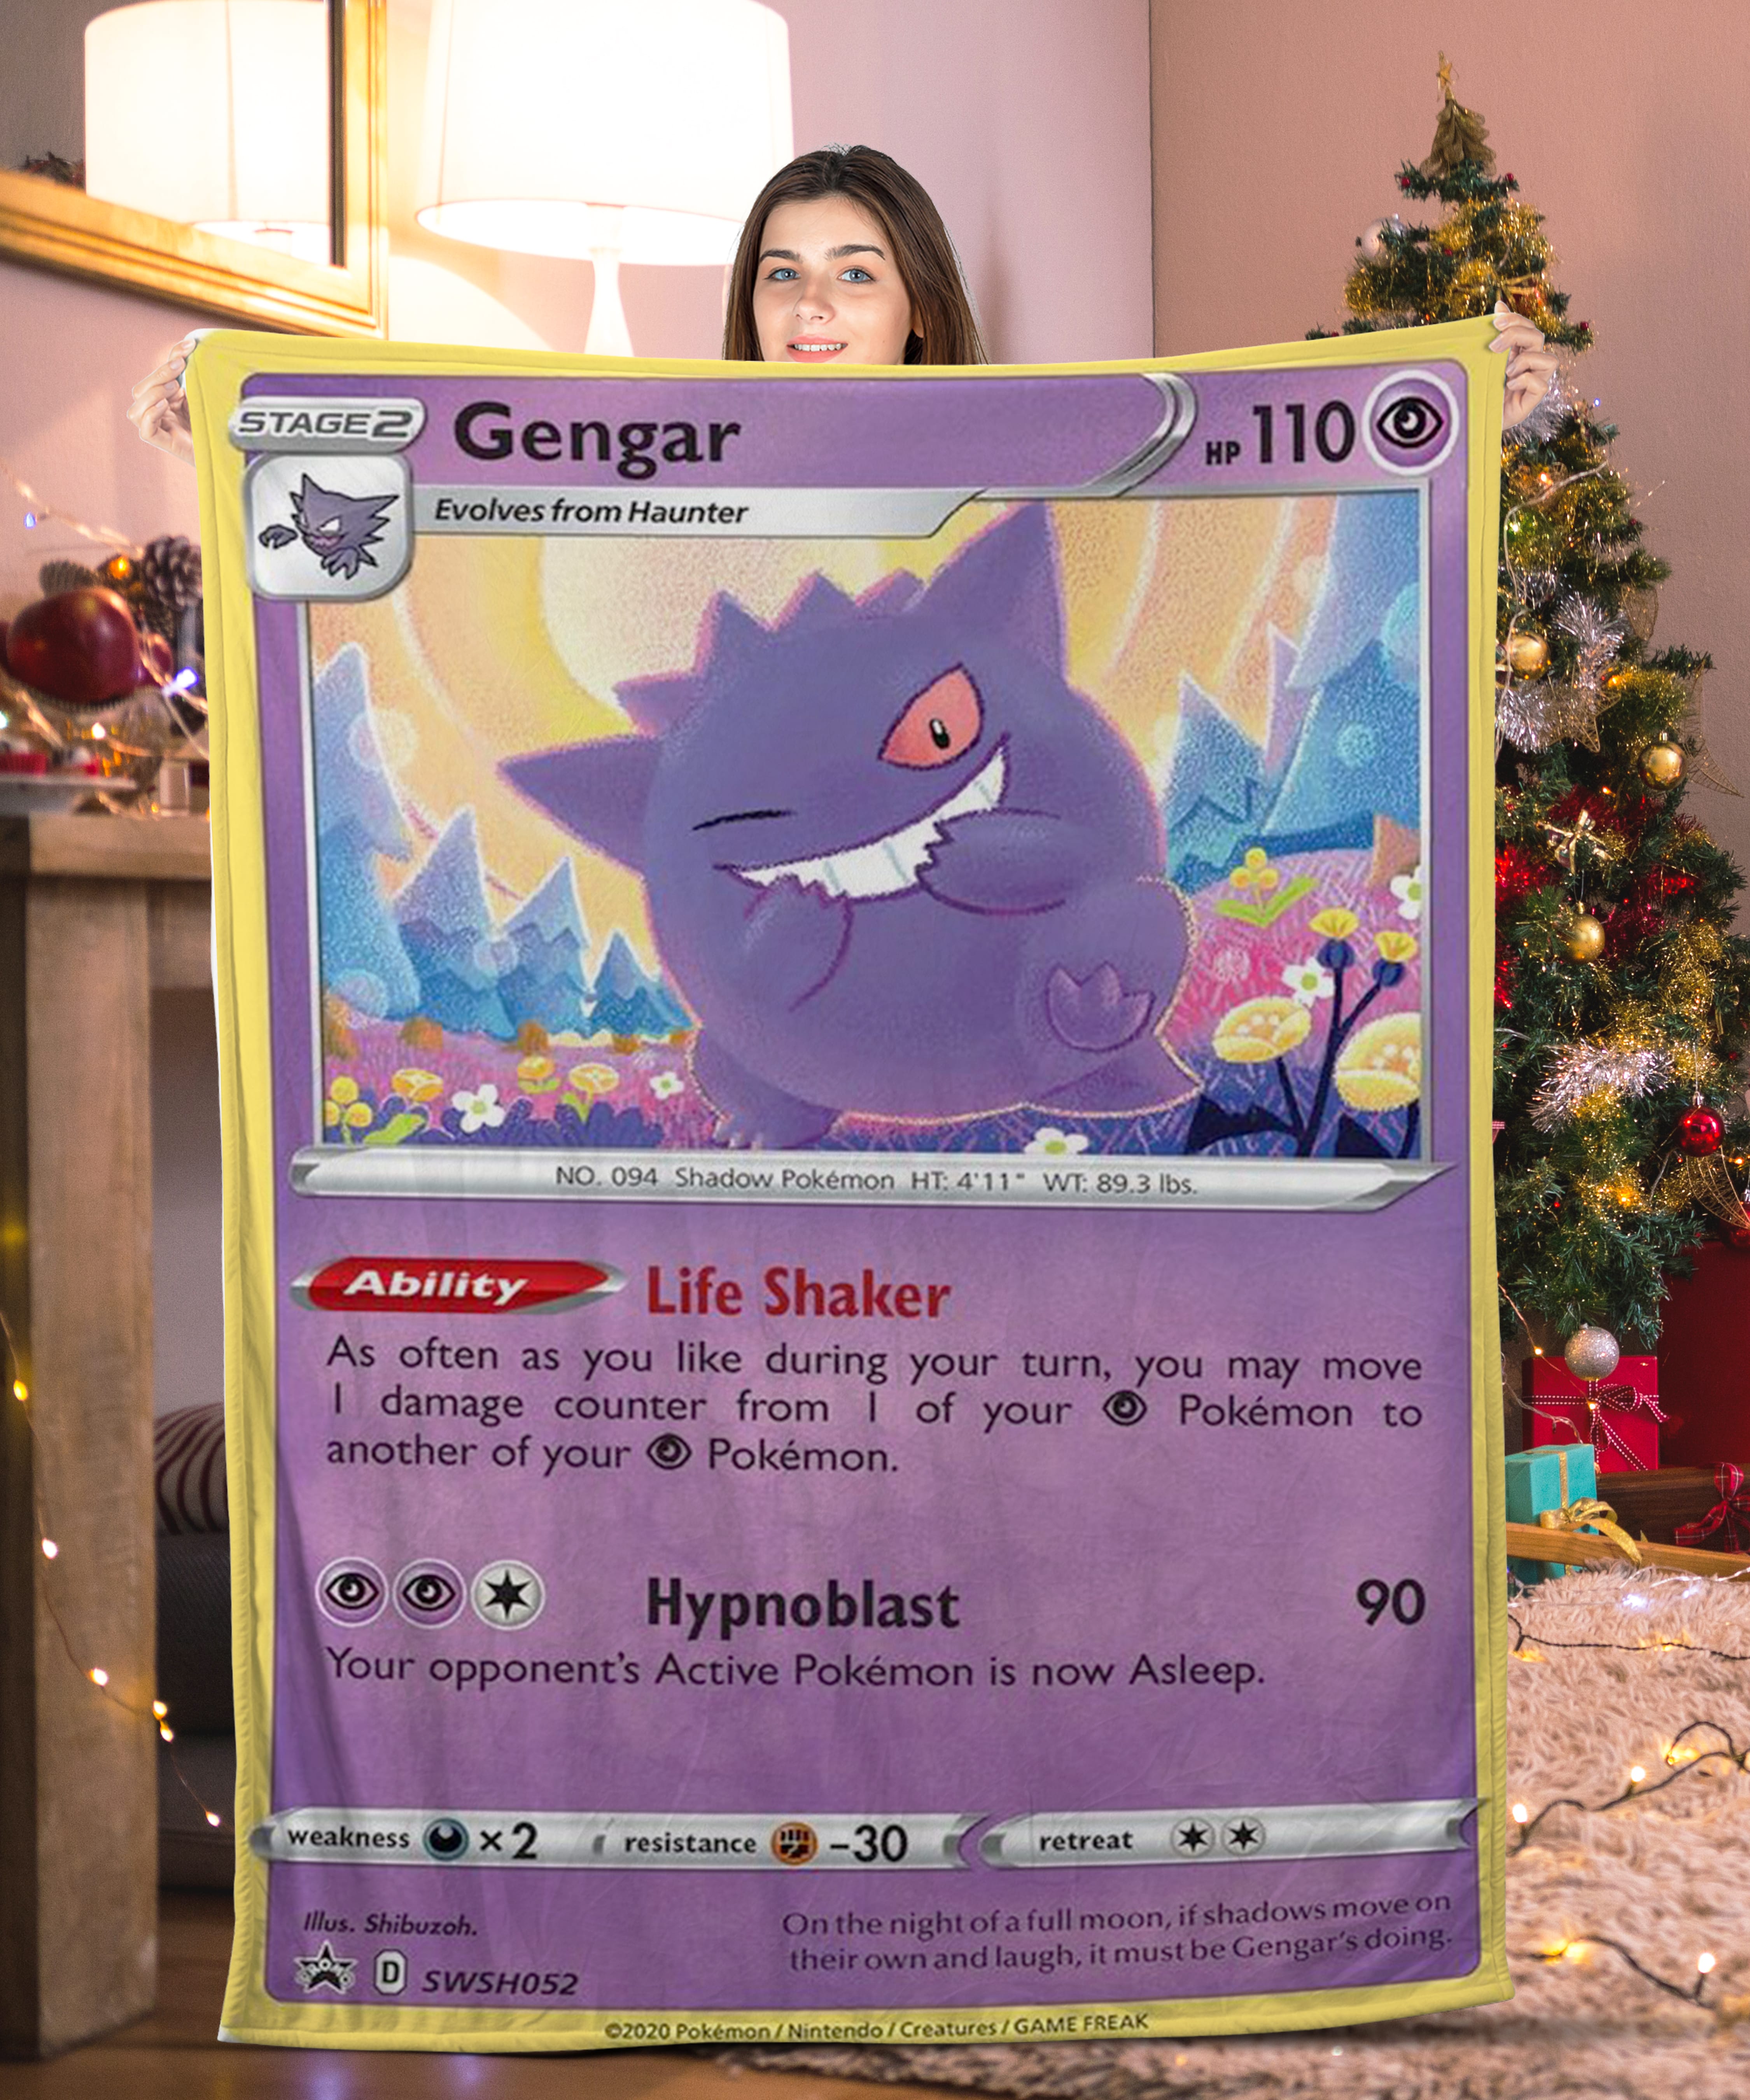 STAGE2 Gengar HP 110
Evolves from Haunter
NO. 094 Shadow Pokémon HT: 4'11" WT: 89.3 lbs.
Ability Life Shaker
As often as you like during your turn, you may move
1 damage counter from 1 of your Pokémon to
another of your Pokémon.
Hypnoblast 90
Your opponent's Active Pokémon is now Asleep.
weakness ×2 resistance -30 retreat
Illus. Shibuzoh.
On the night of a full moon, if shadows move on
their own and laugh, it must be Gengar's doing.
PROMO D SWSH052
©2020 Pokémon / Nintendo / Creatures / GAME FREAK